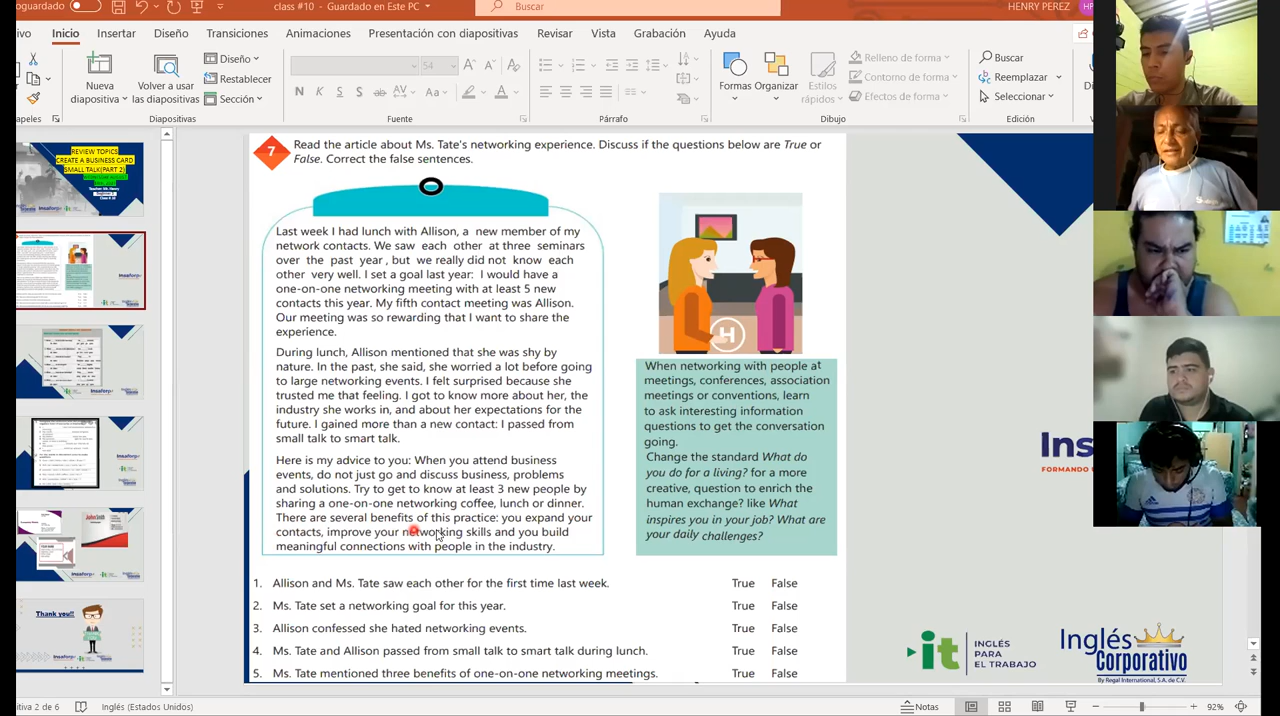 oguardado
class #10 - Guardado en Este PC
Buscar
HENRY PEREZ
HP
ivo Inicio Insertar Diseño Transiciones Animaciones Presentación con diapositivas Revisar Vista Grabación Ayuda
Nueva diapositiva
Volver a usar las diapositivas
Diseño
Restablecer
Sección
54
N K S ab AV Aa
Formas Organizar Estilos rápidos
Relleno de forma
Contorno de forma
Efectos de forma
Buscar
Reemplazar
Seleccionar
apeles Diapositivas Fuente Párrafo Dibujo Edición
REVIEW TOPICS
CREATE A BUSINESS CARD
SMALL TALK(PART 2)
Thank you!!
7
Read the article about Ms. Tate's networking experience. Discuss if the questions below are True or
False. Correct the false sentences.
Last week I had lunch with Allison, a new member of my
network contacts. We saw each other at three seminars
over the past year, but we really did not know each
other very well. I set a goal last year: I would have a
one-on-one networking meeting with at least 5 new
contacts this year. My fifth contact meeting was Allison.
Our meeting was so rewarding that I want to share the
experience.
During lunch, Allison mentioned that she was shy by
nature. In the past, she said, she worried a lot before going
to large networking events. I felt surprised because she
trusted me that feeling. I got to know more about her, the
industry she works in, and about her expectations for the
future. I gained more than a new contact. I passed from
small talk to smart talk.
Here is my advice to you: When you attend business
events, do not just go and discuss business, problems
and solutions. Try to get to know at least 3 new people by
sharing a one-on-one networking coffee, lunch or dinner.
There are several benefits of this practice: you expand your
contacts, improve your networking skills and you build
meaningful connections with people in the industry.
When networking with people at
meetings, conferences, association
meetings or conventions, learn
to ask interesting information
questions to get the conversation
going.
Change the standard What do
you do for a living? for a more
creative, question to enrich the
human exchange? like What
inspires you in your job? What are
your daily challenges?
1. Allison and Ms. Tate saw each other for the first time last week. True False
2. Ms. Tate set a networking goal for this year. True False
3. Allison confessed she hated networking events. True False
4. Ms. Tate and Allison passed from small talk to smart talk during lunch. True False
5. Ms. Tate mentioned three benefits of one-on-one networking meetings. True False
Ins
FORMANDO
it
INGLÉS
PARA
EL TRABAJO
Inglés
Corporativo
By Regal International, S.A. de C.V.
itiva 2 de 6
Inglés (Estados Unidos)
Notas
92%